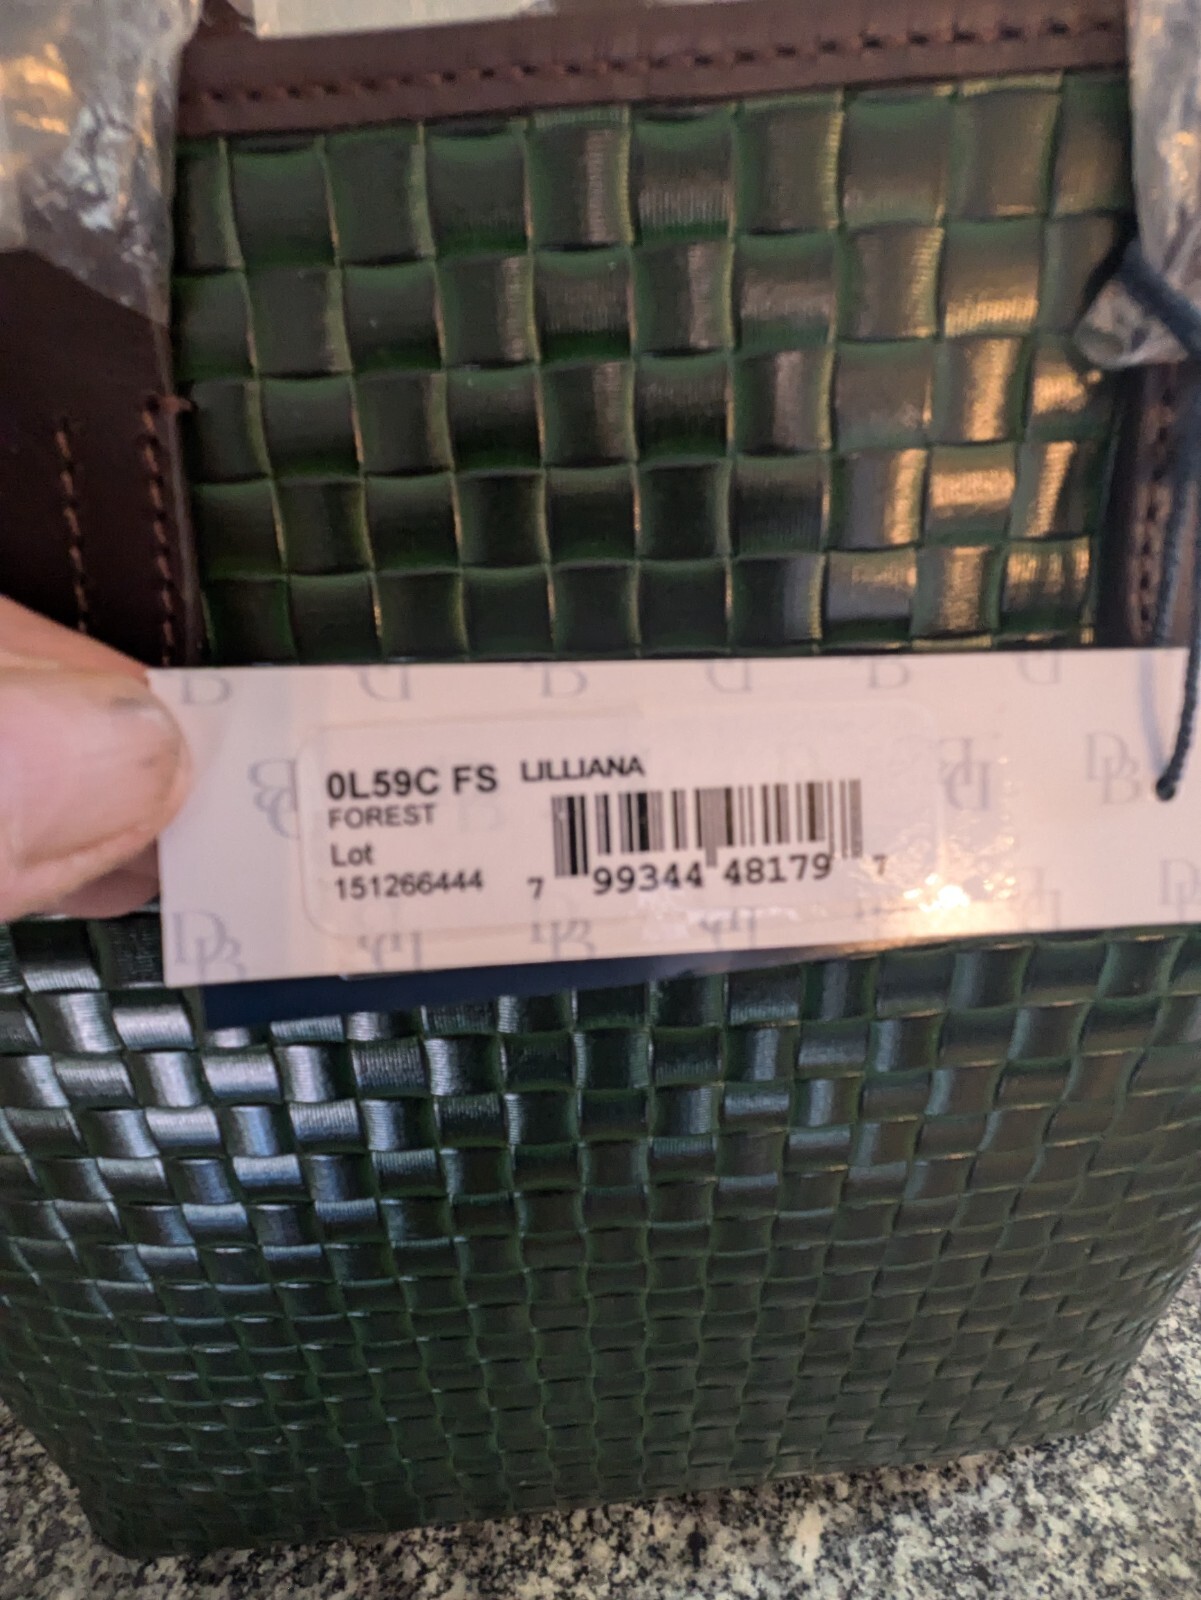 0L59C FS LILLIANA
FOREST
Lot
151266444
7 99344 48179 7